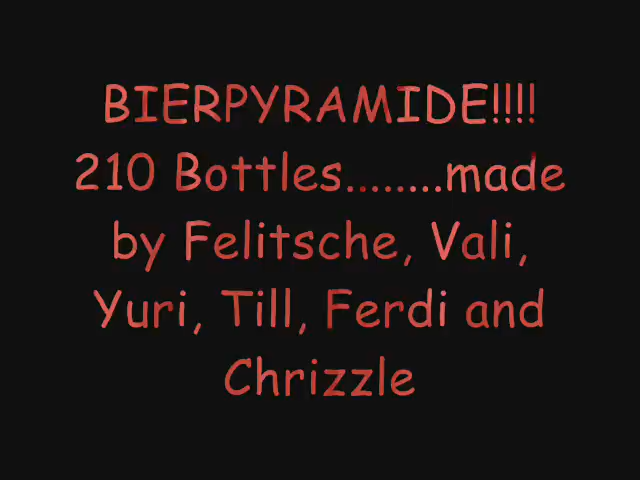 BIERPYRAMIDE!!!!
210 Bottles........made
by Felitsche, Vali,
Yuri, Till, Ferdi and
Chrizzle